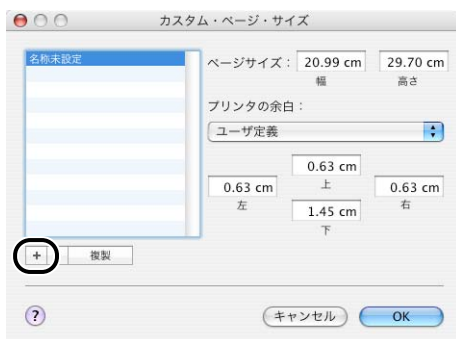 カスタム・ページ・サイズ
名称未設定
ページサイズ： 20.99 cm 29.70 cm
幅 高さ
プリンタの余白：
ユーザ定義
0.63 cm
上
0.63 cm 0.63 cm
左 右
1.45 cm
下
+ 複製
? キャンセル OK